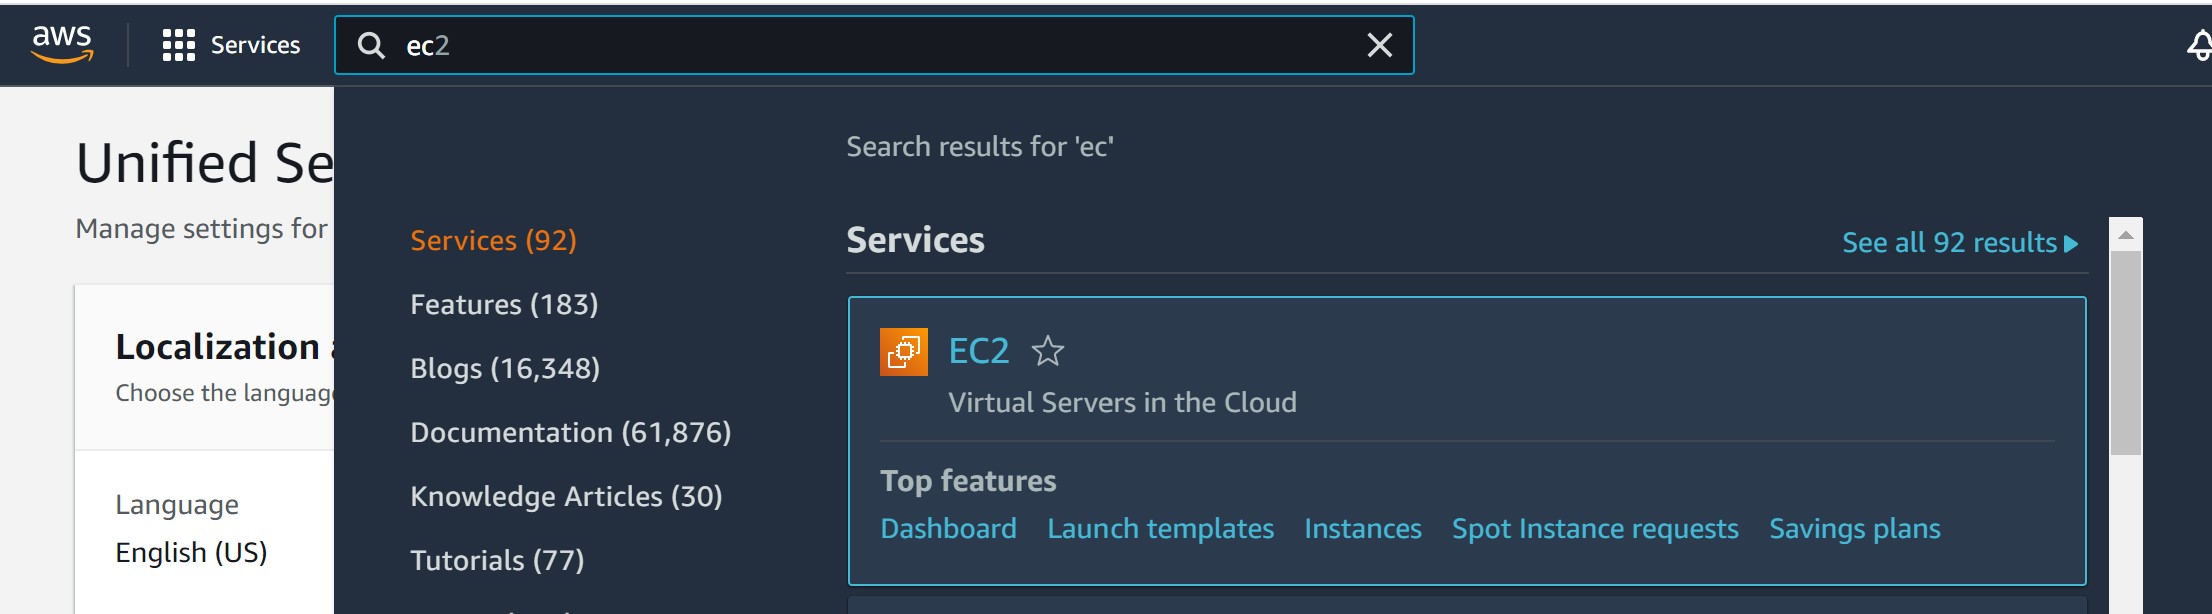 aws
Services
ec2
Unified Se
Manage settings for
Localization
Choose the language
Language
English (US)
Search results for 'ec'
Services (92)
Features (183)
Blogs (16,348)
Documentation (61,876)
Knowledge Articles (30)
Tutorials (77)
Services
See all 92 results
EC2
Virtual Servers in the Cloud
Top features
Dashboard Launch templates Instances Spot Instance requests Savings plans